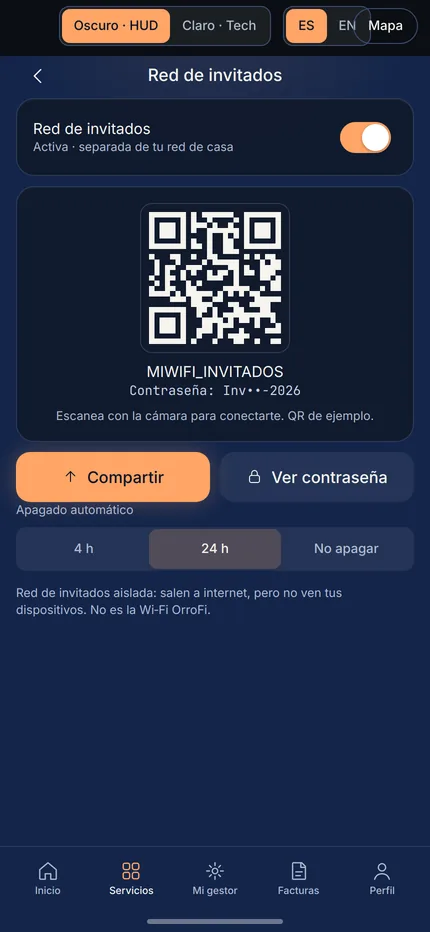 Oscuro · HUD
Claro · Tech
ES
EN
Mapa
Red de invitados
Red de invitados
Activa · separada de tu red de casa
MIWIFI_INVITADOS
Contraseña: Inv••-2026
Escanea con la cámara para conectarte. QR de ejemplo.
Compartir
Ver contraseña
Apagado automático
4 h
24 h
No apagar
Red de invitados aislada: salen a internet, pero no ven tus
dispositivos. No es la Wi-Fi OrroFi.
Inicio
Servicios
Mi gestor
Facturas
Perfil